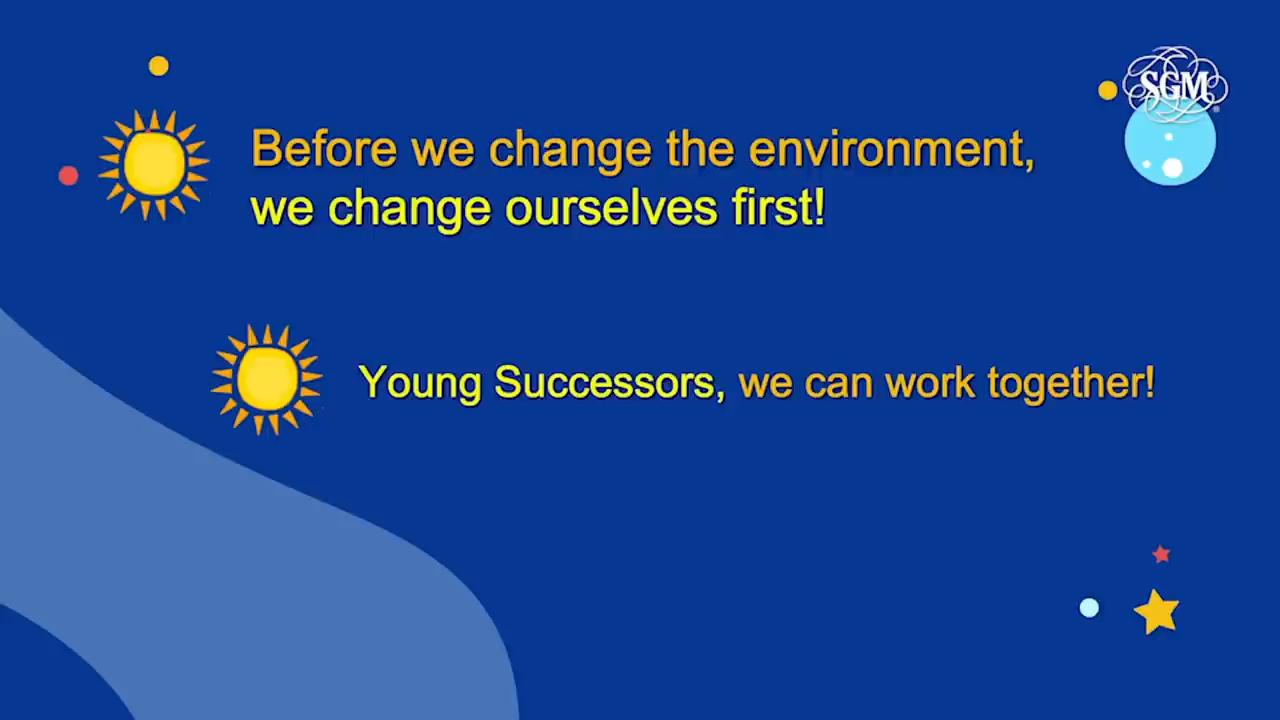 SGM
Before we change the environment,
we change ourselves first!
Young Successors, we can work together!